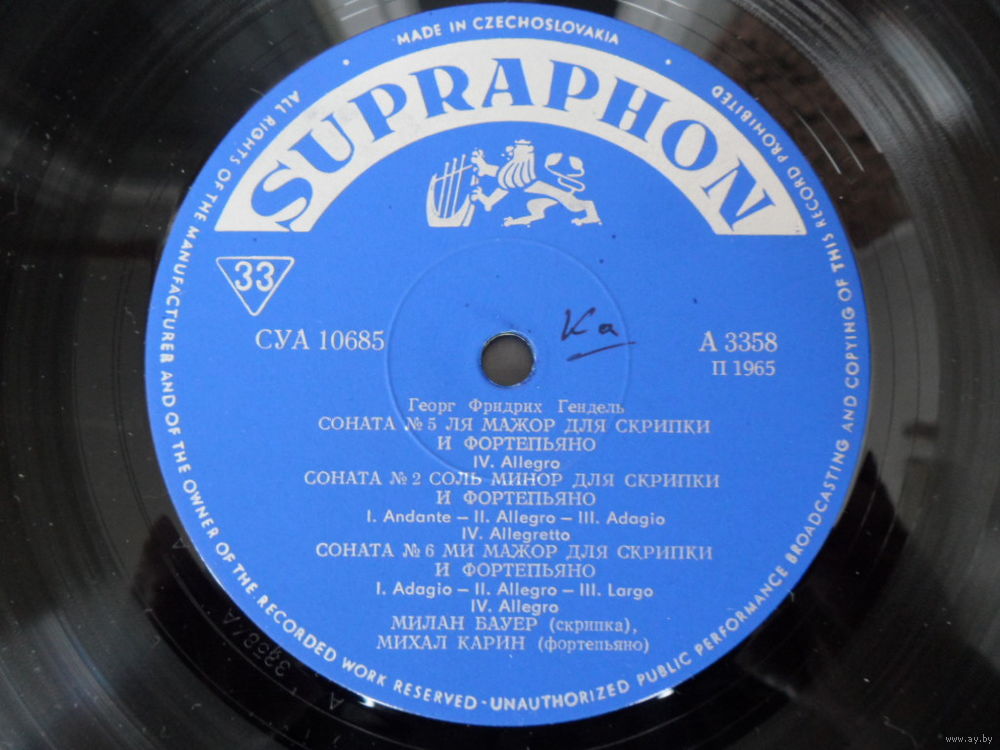 MADE IN CZECHOSLOVAKIA
ALL RIGHTS OF THE MANUFACTURER AND OF THE OWNER OF THE RECORDED WORK RESERVED - UNAUTHORIZED PUBLIC PERFORMANCE BROADCASTING AND COPYING OF THIS RECORD PROHIBITED
SUPRAPHON
33
СУА 10685
Ka
А 3358
П 1965
Георг Фридрих Гендель
СОНАТА № 5 ЛЯ МАЖОР ДЛЯ СКРИПКИ
И ФОРТЕПЬЯНО
IV. Allegro
СОНАТА № 2 СОЛЬ МИНОР ДЛЯ СКРИПКИ
И ФОРТЕПЬЯНО
I. Andante – II. Allegro – III. Adagio
IV. Allegretto
СОНАТА № 6 МИ МАЖОР ДЛЯ СКРИПКИ
И ФОРТЕПЬЯНО
I. Adagio – II. Allegro – III. Largo
IV. Allegro
МИЛАН БАУЕР (скрипка),
МИХАЛ КАРИН (фортепьяно)
www.ay.by